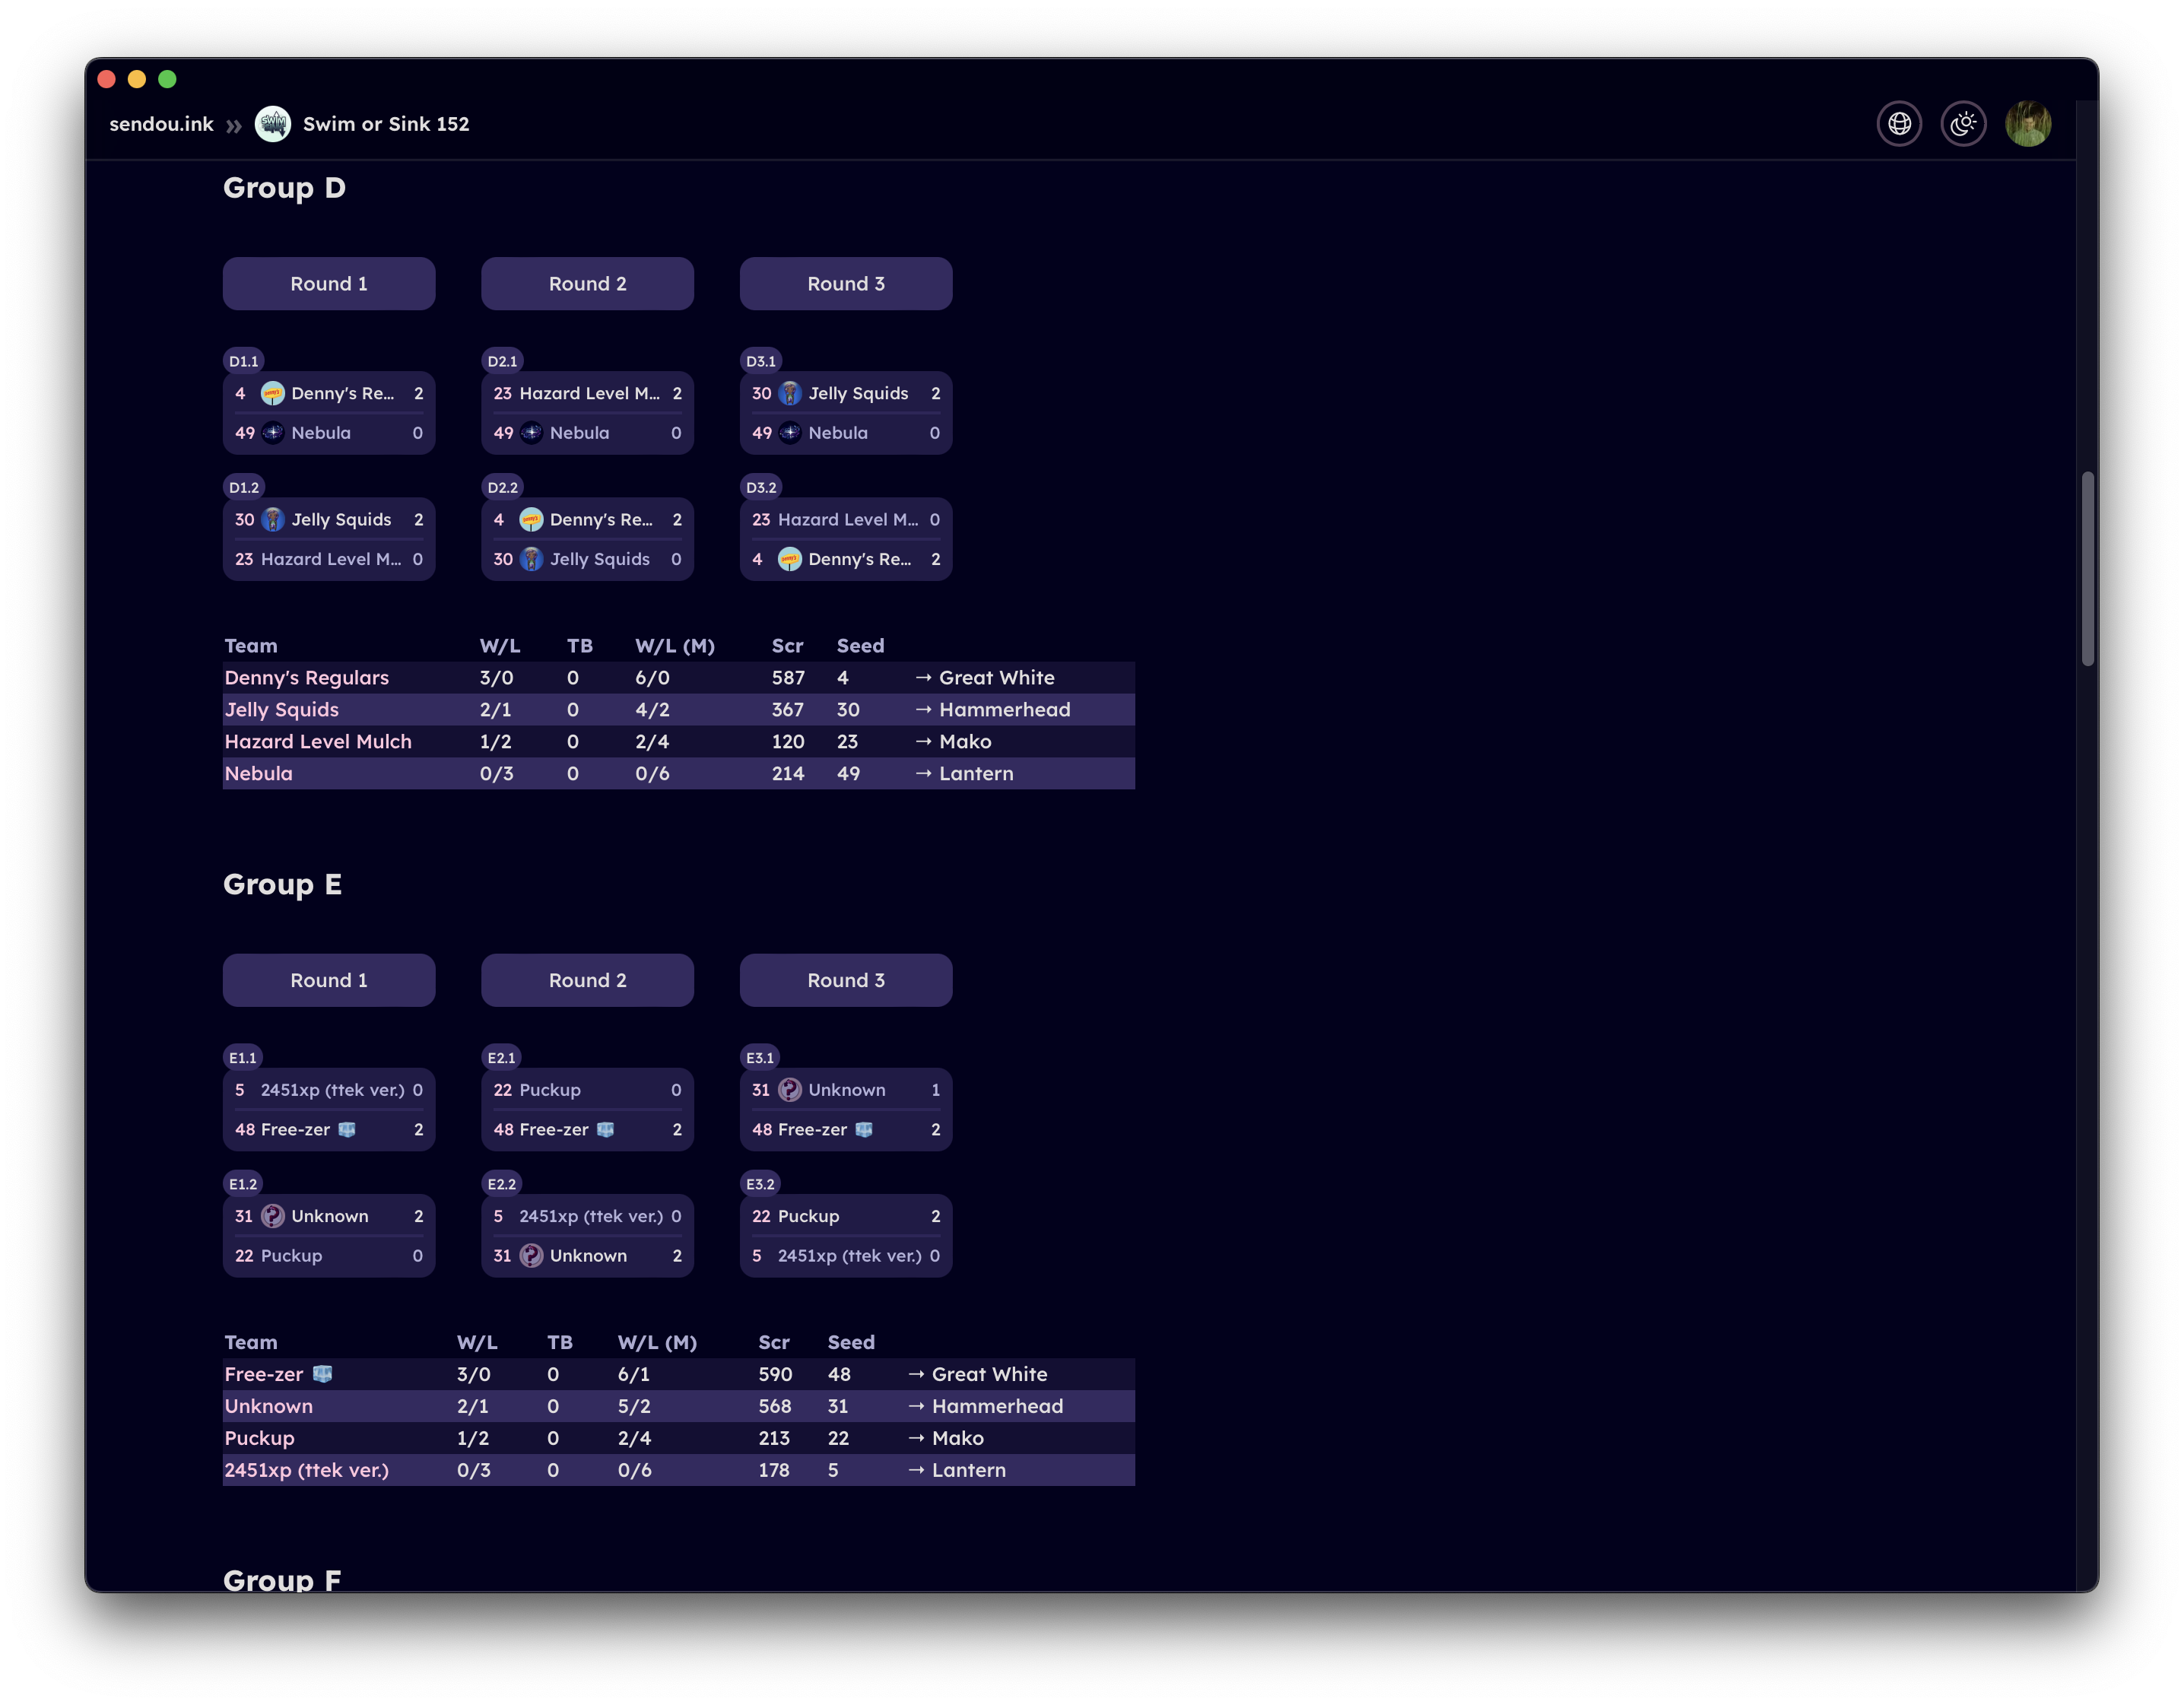 sendou.ink » Swim or Sink 152
Group D
Round 1 Round 2 Round 3
D1.1 D2.1 D3.1
4 Denny's Re... 2 23 Hazard Level M... 2 30 Jelly Squids 2
49 Nebula 0 49 Nebula 0 49 Nebula 0
D1.2 D2.2 D3.2
30 Jelly Squids 2 4 Denny's Re... 2 23 Hazard Level M... 0
23 Hazard Level M... 0 30 Jelly Squids 0 4 Denny's Re... 2
Team W/L TB W/L (M) Scr Seed
Denny's Regulars 3/0 0 6/0 587 4 → Great White
Jelly Squids 2/1 0 4/2 367 30 → Hammerhead
Hazard Level Mulch 1/2 0 2/4 120 23 → Mako
Nebula 0/3 0 0/6 214 49 → Lantern
Group E
Round 1 Round 2 Round 3
E1.1 E2.1 E3.1
5 2451xp (ttek ver.) 0 22 Puckup 0 31 Unknown 1
48 Free-zer 🧊 2 48 Free-zer 🧊 2 48 Free-zer 🧊 2
E1.2 E2.2 E3.2
31 Unknown 2 5 2451xp (ttek ver.) 0 22 Puckup 2
22 Puckup 0 31 Unknown 2 5 2451xp (ttek ver.) 0
Team W/L TB W/L (M) Scr Seed
Free-zer 🧊 3/0 0 6/1 590 48 → Great White
Unknown 2/1 0 5/2 568 31 → Hammerhead
Puckup 1/2 0 2/4 213 22 → Mako
2451xp (ttek ver.) 0/3 0 0/6 178 5 → Lantern
Group F